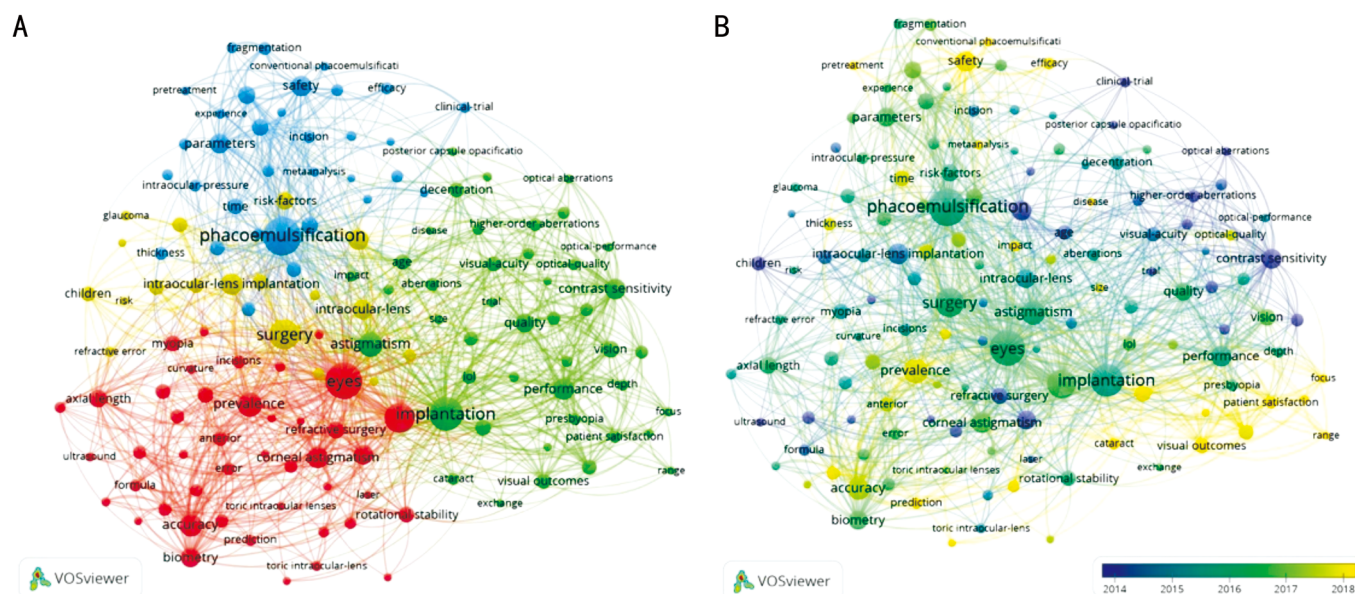 A
fragmentation
conventional phacoemulsificati
safety
efficacy
pretreatment
clinical-trial
experience
parameters
incision
posterior capsule opacificatio
metaanalysis
intraocular-pressure
decentration
optical aberrations
risk-factors
time
glaucoma
higher-order aberrations
disease
phacoemulsification
optical-performance
thickness
age
visual-acuity
optical-quality
impact
aberrations
intraocular-lens implantation
contrast sensitivity
children
risk
trial
intraocular-lens
size
quality
surgery
astigmatism
myopia
refractive error
vision
incisions
curvature
iol
eyes
performance
depth
axial length
prevalence
implantation
focus
presbyopia
refractive surgery
patient satisfaction
anterior
ultrasound
corneal astigmatism
error
range
cataract
visual outcomes
formula
laser
exchange
toric intraocular lenses
rotational-stability
accuracy
prediction
biometry
toric intraocular-lens
VOSviewer
B
fragmentation
conventional phacoemulsificati
safety
efficacy
pretreatment
clinical-trial
parameters
incision
posterior capsule opacificatio
metaanalysis
optical aberrations
intraocular-pressure
decentration
risk-factors
time
glaucoma
higher-order aberrations
disease
phacoemulsification
optical-performance
thickness
age
visual-acuity
optical-quality
impact
aberrations
intraocular-lens implantation
contrast sensitivity
children
risk
trial
intraocular-lens
size
quality
surgery
astigmatism
myopia
refractive error
vision
incisions
curvature
iol
eyes
performance
depth
axial length
prevalence
implantation
focus
presbyopia
refractive surgery
patient satisfaction
anterior
ultrasound
corneal astigmatism
error
range
cataract
visual outcomes
formula
laser
exchange
toric intraocular lenses
rotational-stability
accuracy
prediction
biometry
toric intraocular-lens
VOSviewer
2014 2015 2016 2017 2018